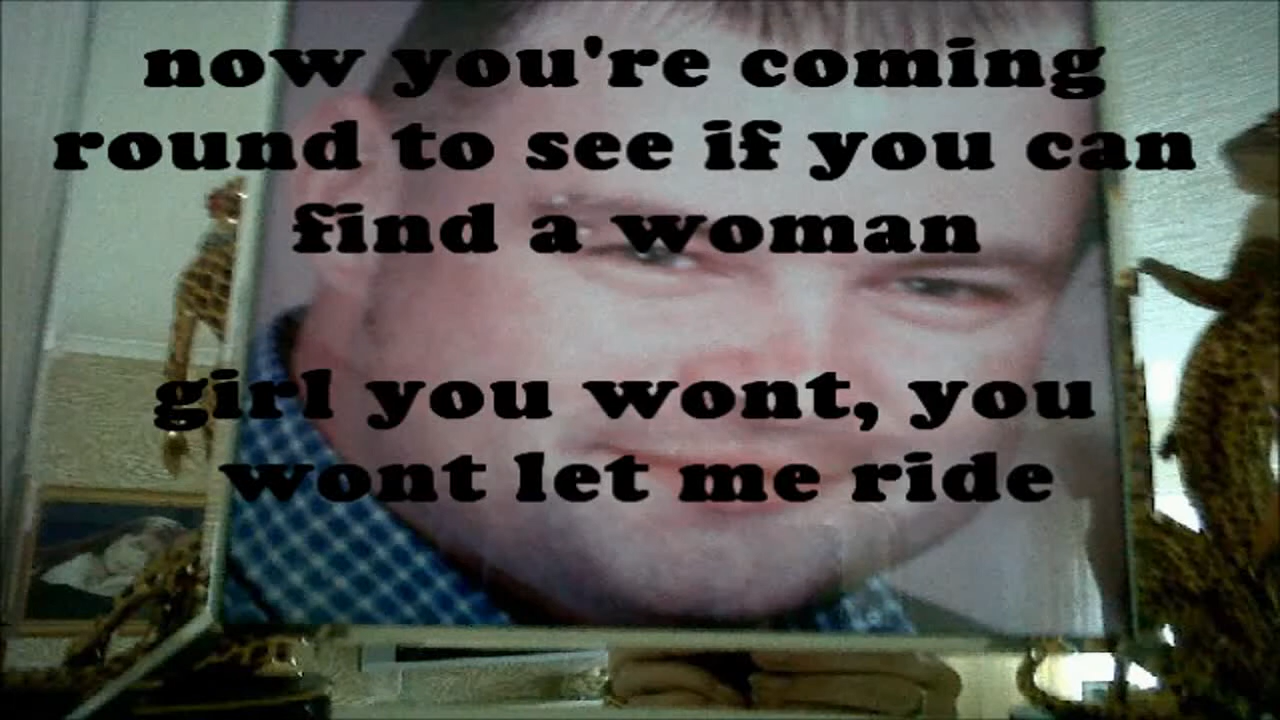 now you're coming
round to see if you can
find a woman
girl you wont, you
wont let me ride